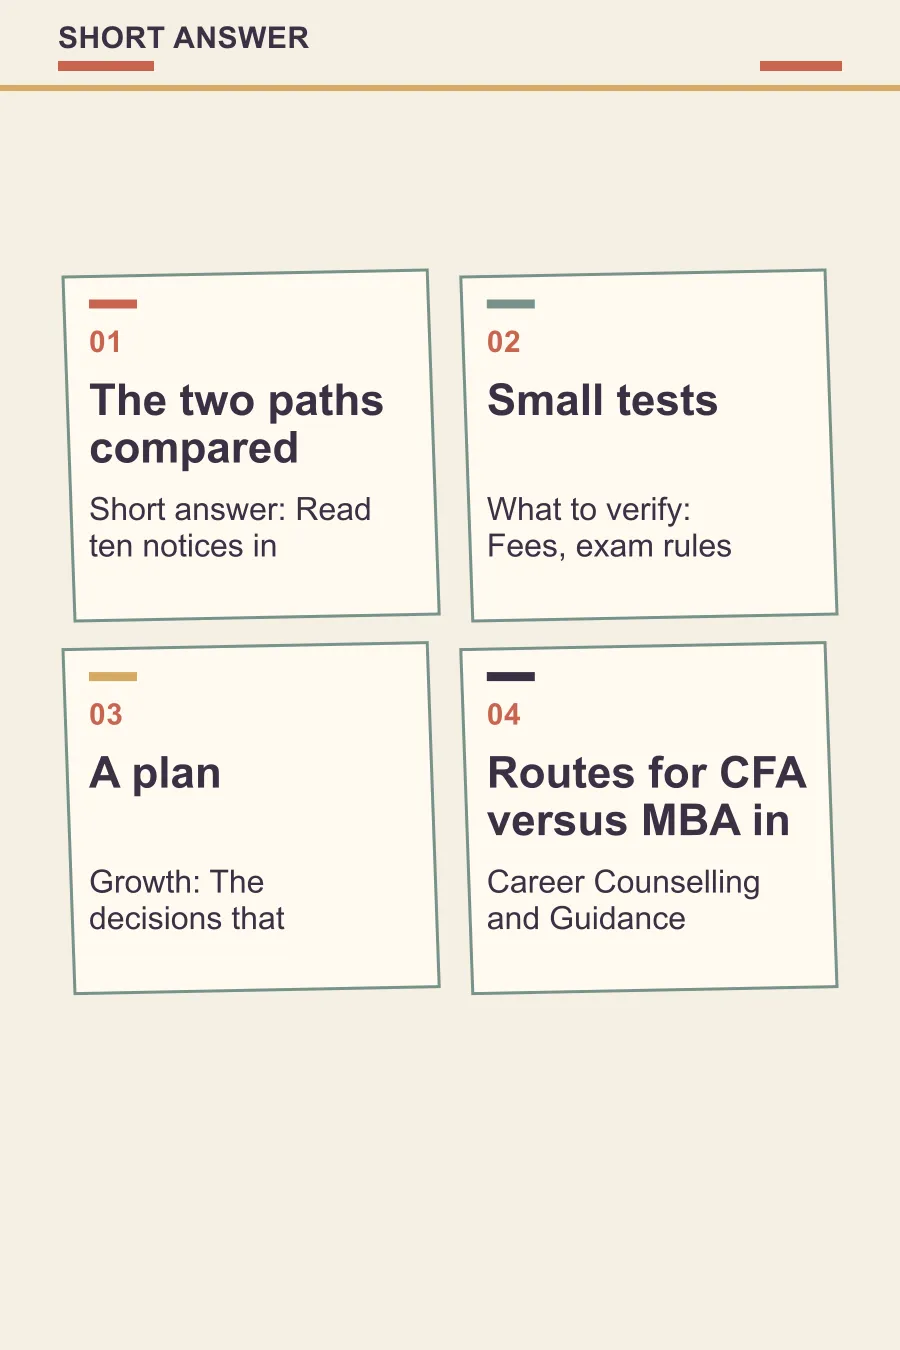 SHORT ANSWER
01
The two paths
compared
Short answer: Read
ten notices in
02
Small tests
What to verify:
Fees, exam rules
03
A plan
Growth: The
decisions that
04
Routes for CFA
versus MBA in
Career Counselling
and Guidance